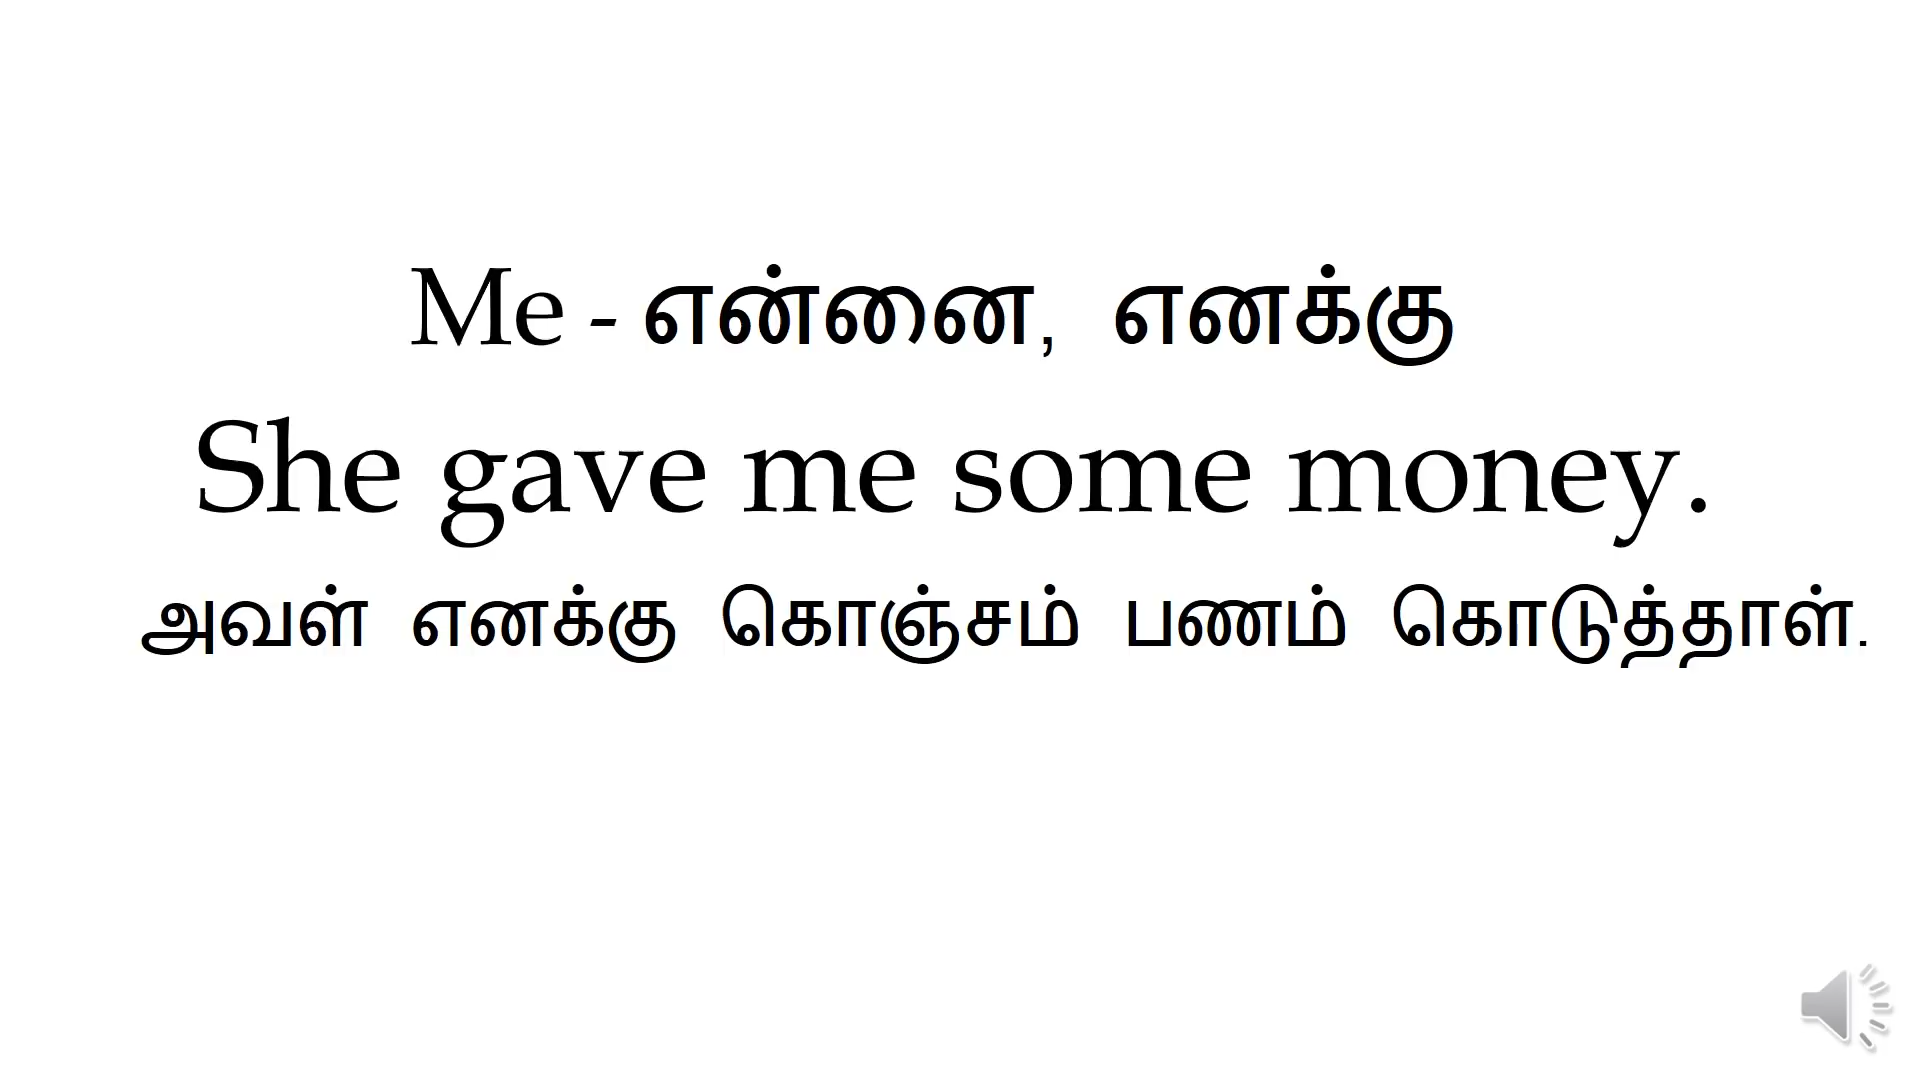 Me - என்னை, எனக்கு
She gave me some money.
அவள் எனக்கு கொஞ்சம் பணம் கொடுத்தாள்.